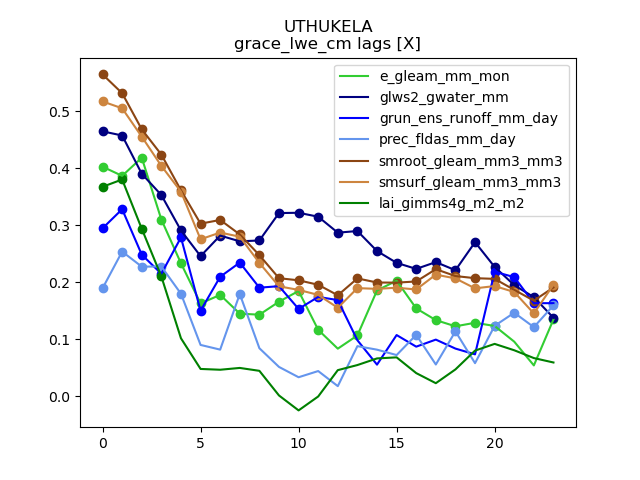 UTHUKELA
grace_lwe_cm lags [X]
e_gleam_mm_mon
glws2_gwater_mm
grun_ens_runoff_mm_day
prec_fldas_mm_day
smroot_gleam_mm3_mm3
smsurf_gleam_mm3_mm3
lai_gimms4g_m2_m2
0.5
0.4
0.3
0.2
0.1
0.0
0 5 10 15 20